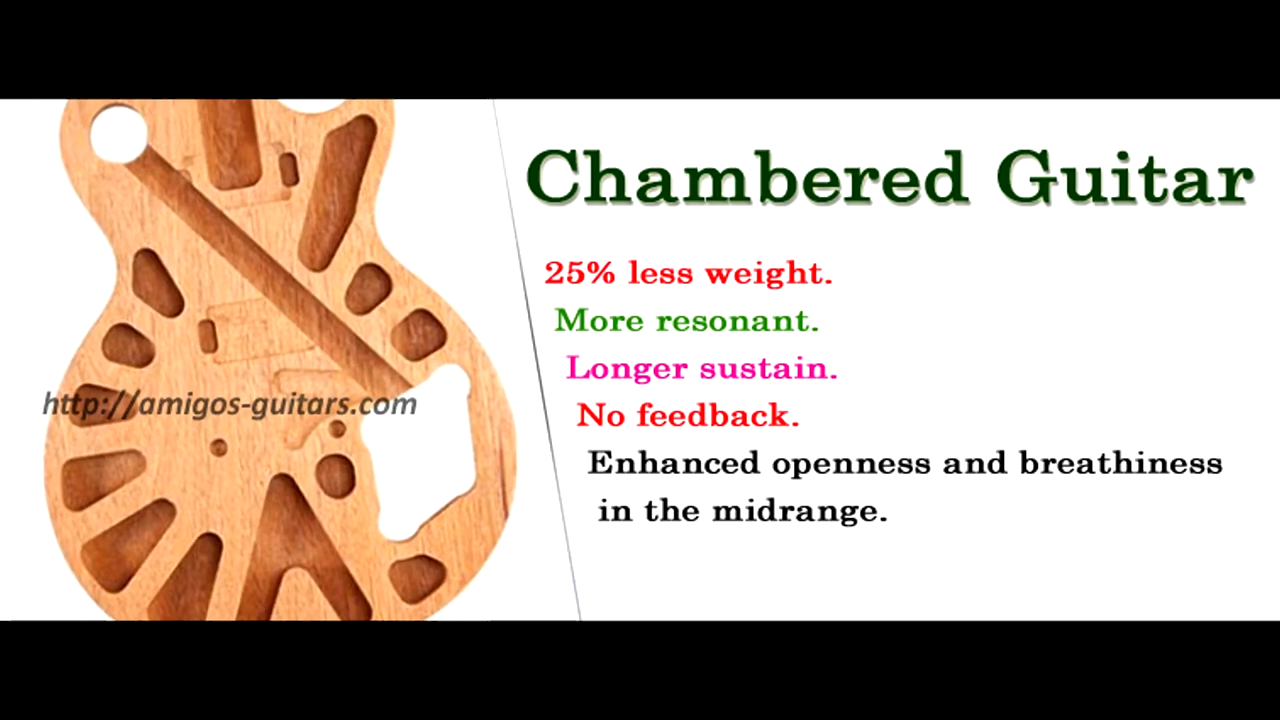 Chambered Guitar
25% less weight.
More resonant.
Longer sustain.
No feedback.
Enhanced openness and breathiness
in the midrange.
http://amigos-guitars.com